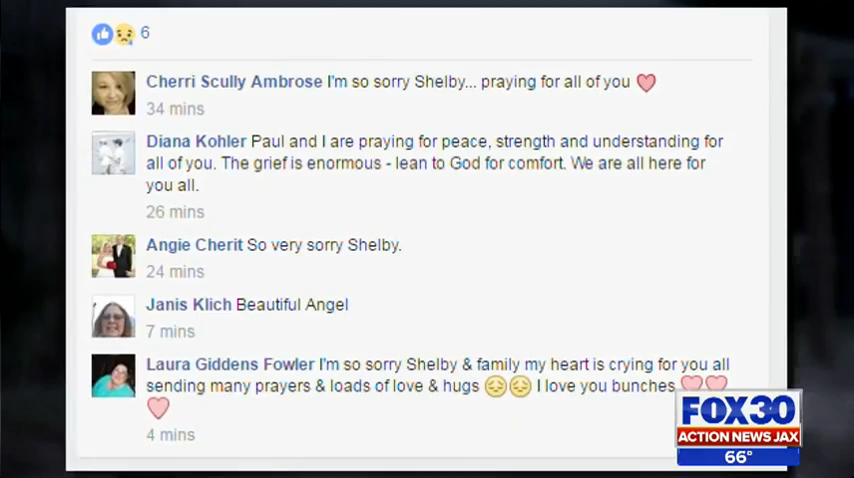 6
Cherri Scully Ambrose I'm so sorry Shelby... praying for all of you
34 mins
Diana Kohler Paul and I are praying for peace, strength and understanding for
all of you. The grief is enormous - lean to God for comfort. We are all here for
you all.
26 mins
Angie Cherit So very sorry Shelby.
24 mins
Janis Klich Beautiful Angel
7 mins
Laura Giddens Fowler I'm so sorry Shelby & family my heart is crying for you all
sending many prayers & loads of love & hugs 😔😔 I love you bunches
4 mins
FOX30
ACTION NEWS JAX
66°